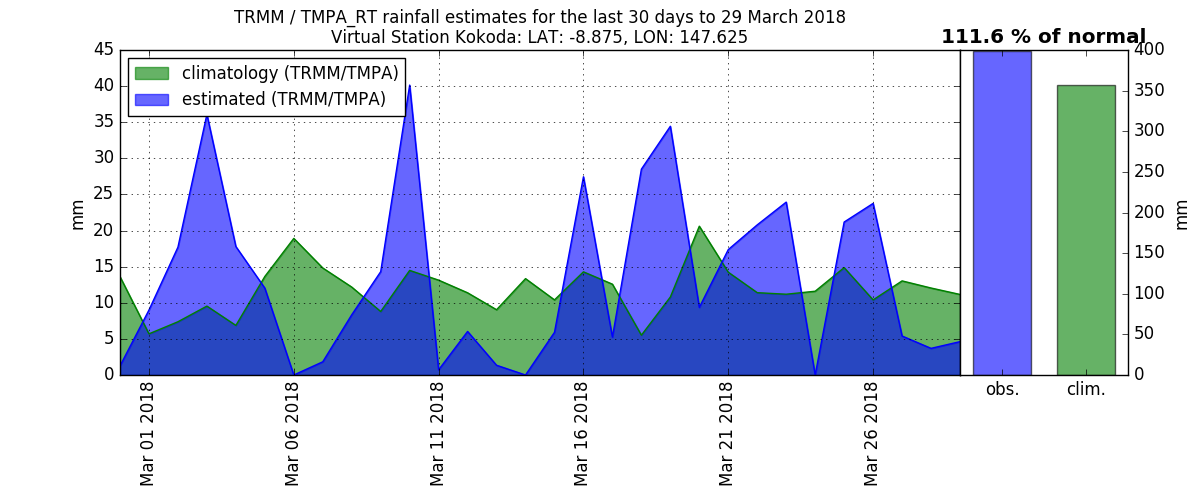 TRMM / TMPA_RT rainfall estimates for the last 30 days to 29 March 2018
Virtual Station Kokoda: LAT: -8.875, LON: 147.625
111.6 % of normal
climatology (TRMM/TMPA)
estimated (TRMM/TMPA)
45
40
35
30
25
20
15
10
5
0
mm
Mar 01 2018
Mar 06 2018
Mar 11 2018
Mar 16 2018
Mar 21 2018
Mar 26 2018
400
350
300
250
200
150
100
50
0
mm
obs.
clim.